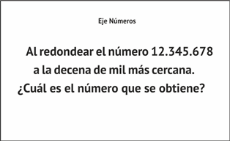 Eje Números
Al redondear el número 12.345.678
a la decena de mil más cercana.
¿Cuál es el número que se obtiene?